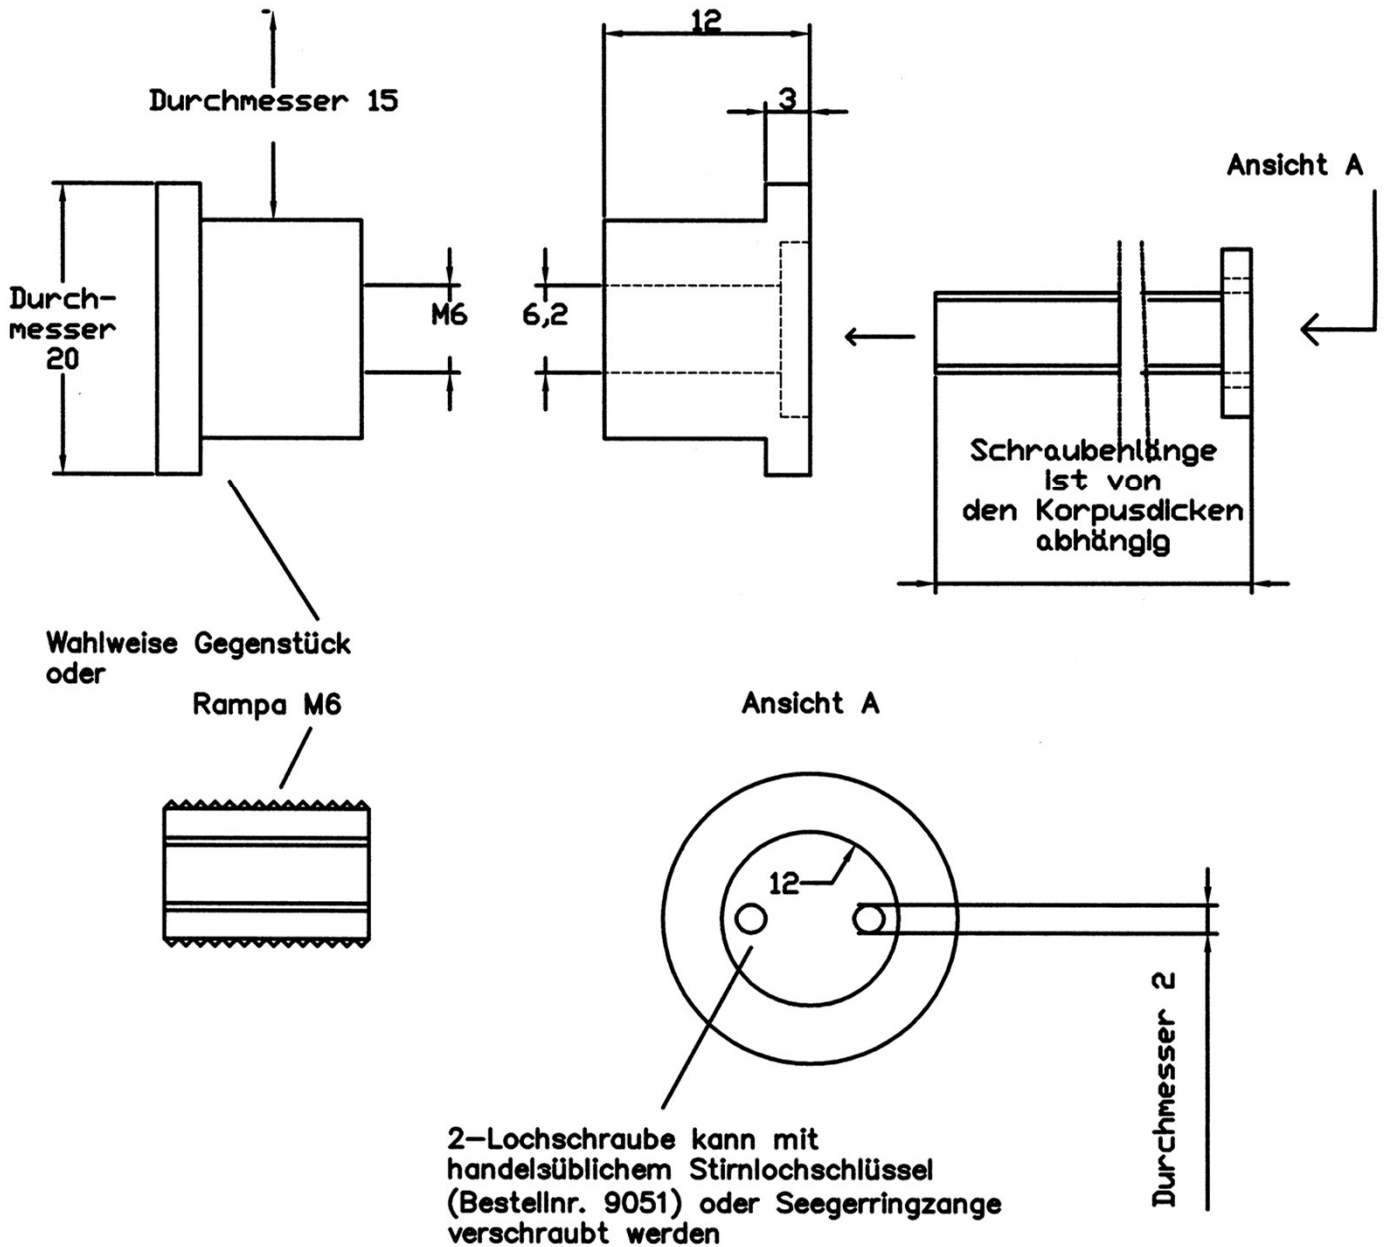 12
3
Durchmesser 15
Ansicht A
Durch-
messer
20
M6
6,2
Schraubenlänge
ist von
den Korpusdicken
abhängig
Wahlweise Gegenstück
oder
Rampa M6
Ansicht A
12
Durchmesser 2
2-Lochschraube kann mit
handelsüblichem Stirnlochschlüssel
(Bestellnr. 9051) oder Seegerringzange
verschraubt werden